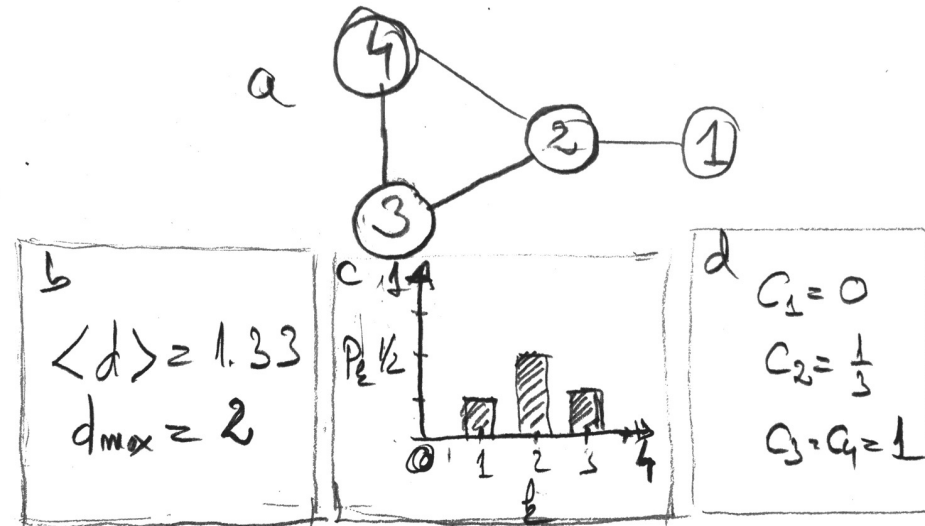 a
4
2
1
3
b
<d> = 1.33
dmax = 2
c
1
Pk 1/2
0 1 2 3 4
k
d
C1 = 0
C2 = 1/3
C3 = C4 = 1